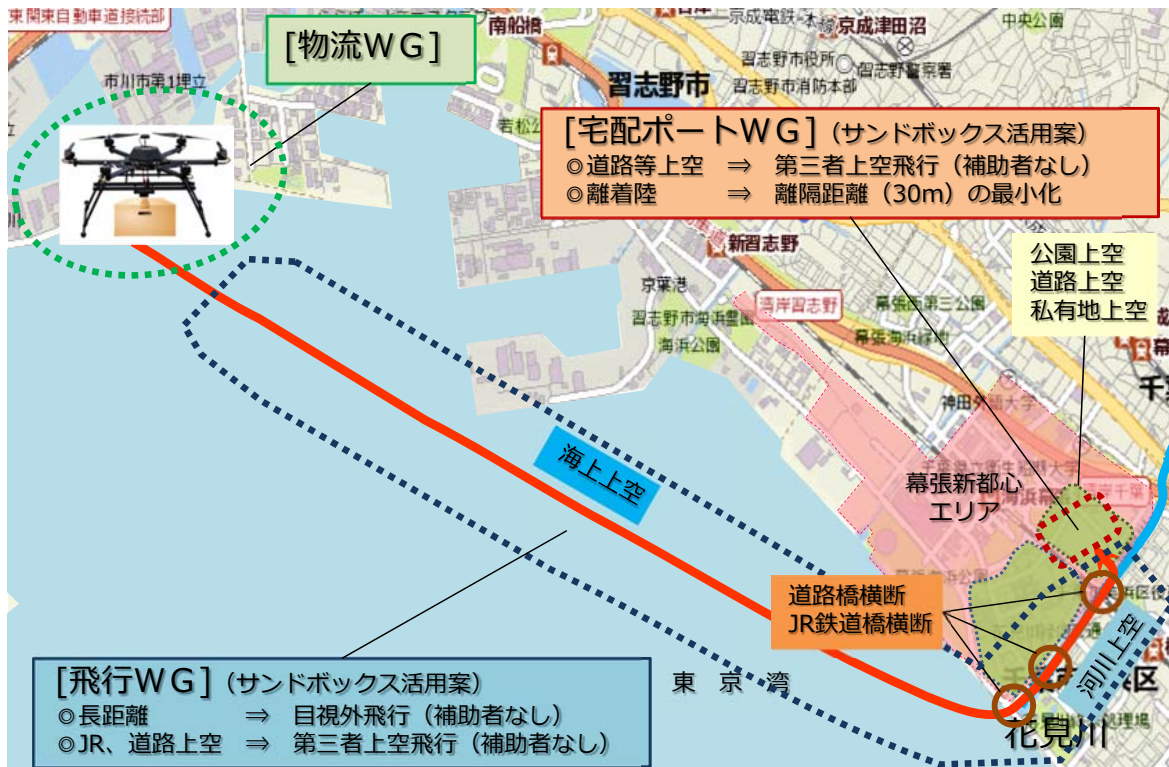 東関東自動車道接続部
南船橋
京成津田沼
中央公園
[物流WG]
市川市第1埋立
習志野市役所
習志野警察署
習志野市
習志野市消防本部
[宅配ポートWG](サンドボックス活用案)
◎道路等上空 ⇒ 第三者上空飛行(補助者なし)
◎離着陸 ⇒ 離隔距離(30m)の最小化
新習志野
公園上空
道路上空
私有地上空
京葉港
湾岸習志野
習志野市海浜霊園
海浜公園
幕張海浜緑地
海上上空
幕張新都心
エリア
道路橋横断
JR鉄道橋横断
河川上空
[飛行WG](サンドボックス活用案)
◎長距離 ⇒ 目視外飛行(補助者なし)
◎JR、道路上空 ⇒ 第三者上空飛行(補助者なし)
東 京 湾
花見川